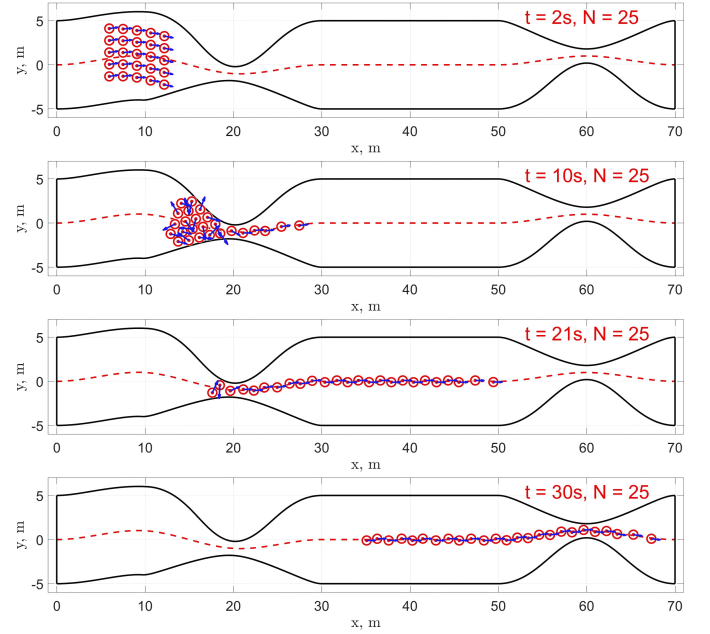 t = 2s, N = 25
y, m
5
0
-5
0 10 20 30 40 50 60 70
x, m
t = 10s, N = 25
y, m
5
0
-5
0 10 20 30 40 50 60 70
x, m
t = 21s, N = 25
y, m
5
0
-5
0 10 20 30 40 50 60 70
x, m
t = 30s, N = 25
y, m
5
0
-5
0 10 20 30 40 50 60 70
x, m